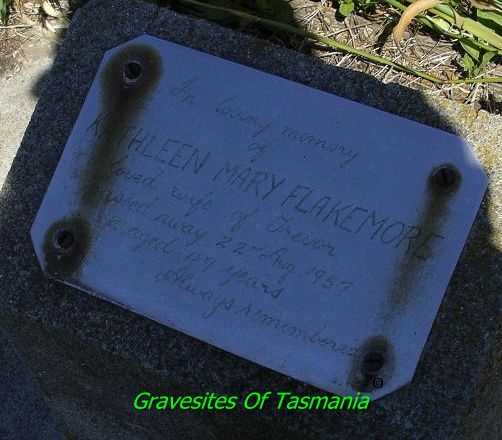 In loving memory
of
KATHLEEN MARY FLAKEMORE
loved wife of Trevor
passed away 22nd Aug 1957
aged 49 years
Always remembered
Gravesites Of Tasmania